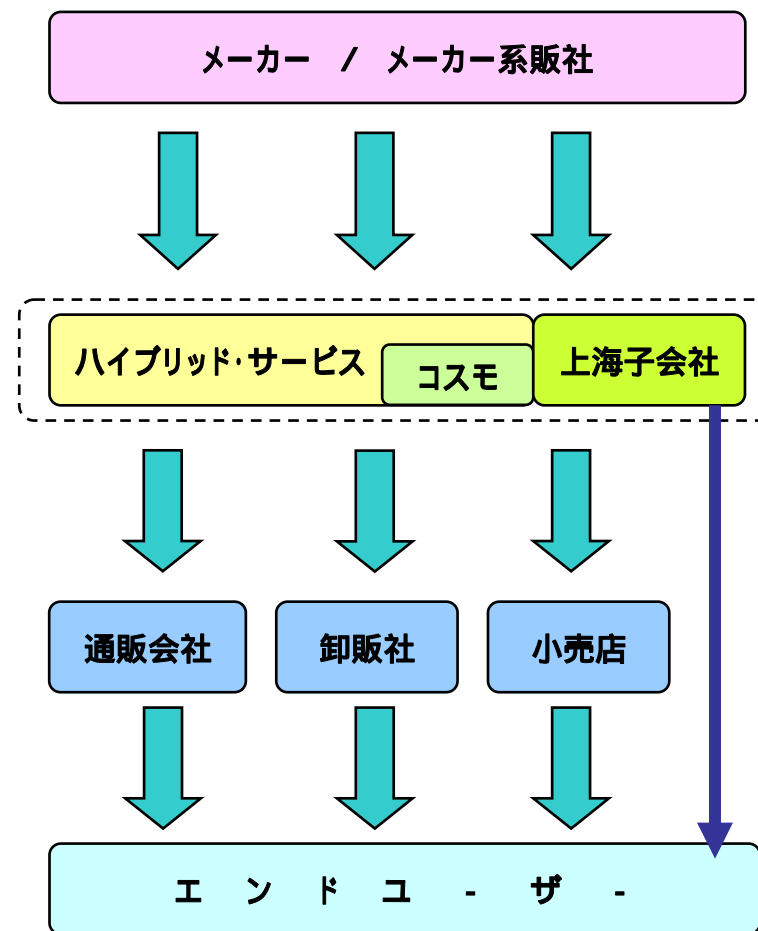 メーカー / メーカー系販社
ハイブリッド・サービス
コスモ
上海子会社
通販会社
卸販社
小売店
エンドユ-ザ-